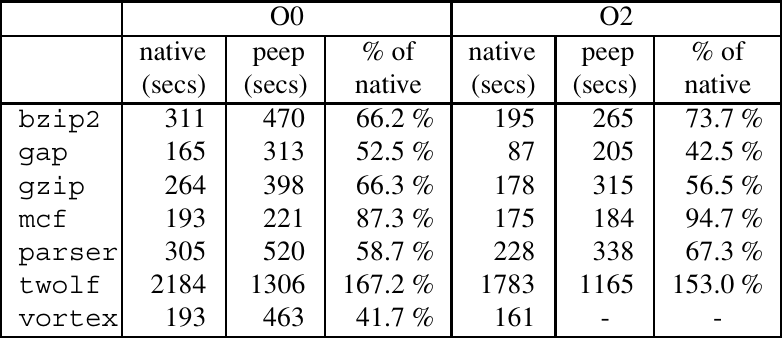 O0 O2
native peep % of native peep % of
(secs) (secs) native (secs) (secs) native
bzip2 311 470 66.2 % 195 265 73.7 %
gap 165 313 52.5 % 87 205 42.5 %
gzip 264 398 66.3 % 178 315 56.5 %
mcf 193 221 87.3 % 175 184 94.7 %
parser 305 520 58.7 % 228 338 67.3 %
twolf 2184 1306 167.2 % 1783 1165 153.0 %
vortex 193 463 41.7 % 161 - -